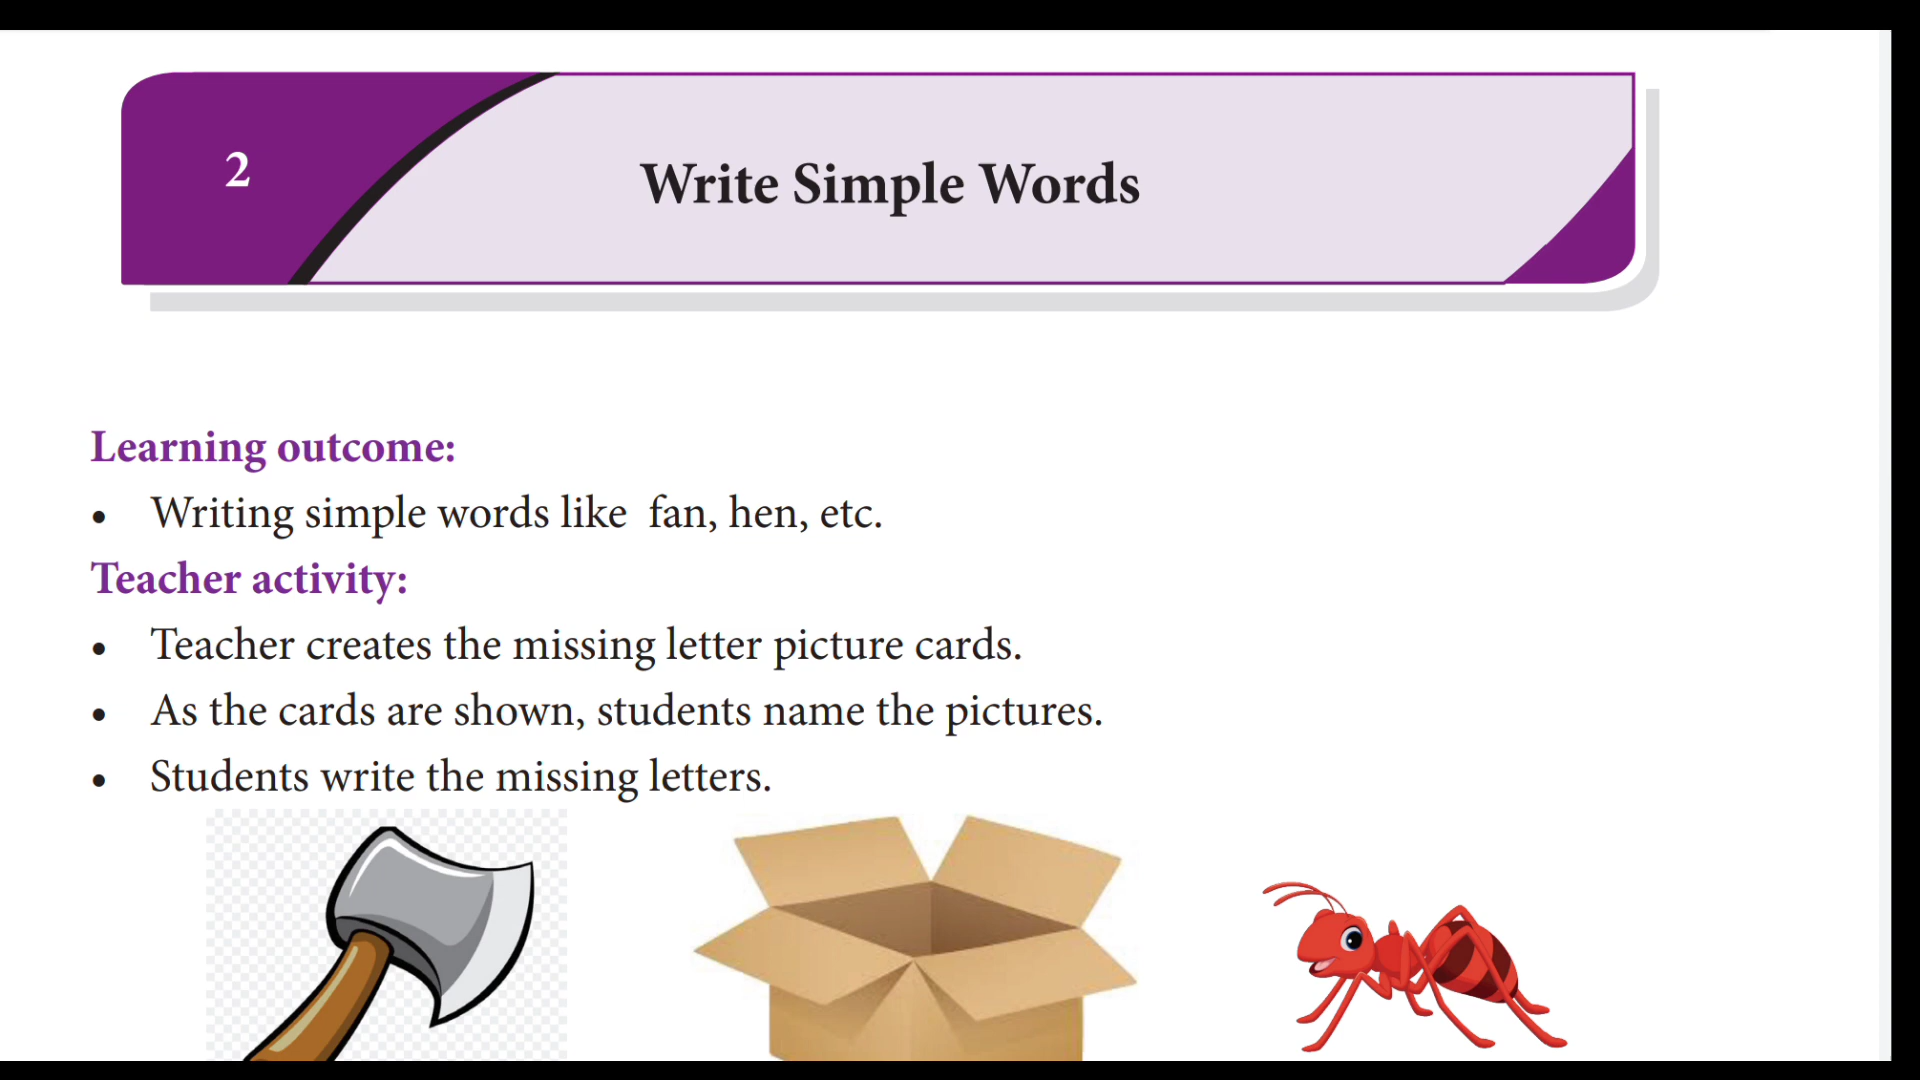 2
Write Simple Words
Learning outcome:
• Writing simple words like fan, hen, etc.
Teacher activity:
• Teacher creates the missing letter picture cards.
• As the cards are shown, students name the pictures.
• Students write the missing letters.